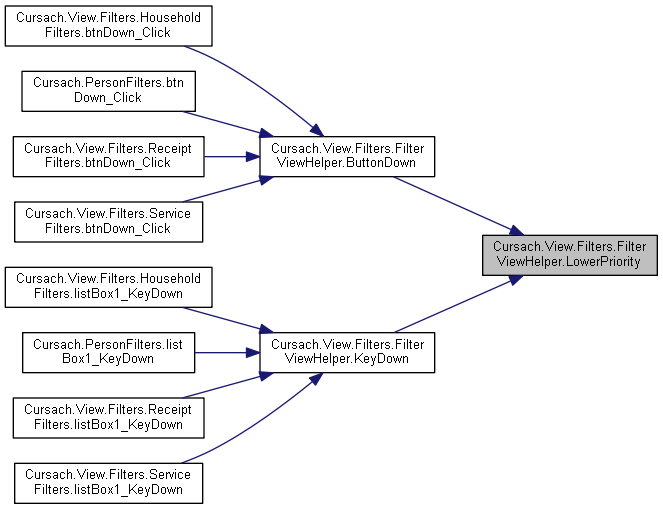 Cursach.View.Filters.Household
Filters.btnDown_Click
Cursach.PersonFilters.btn
Down_Click
Cursach.View.Filters.Receipt
Filters.btnDown_Click
Cursach.View.Filters.Service
Filters.btnDown_Click
Cursach.View.Filters.Filter
ViewHelper.ButtonDown
Cursach.View.Filters.Filter
ViewHelper.LowerPriority
Cursach.View.Filters.Household
Filters.listBox1_KeyDown
Cursach.PersonFilters.list
Box1_KeyDown
Cursach.View.Filters.Receipt
Filters.listBox1_KeyDown
Cursach.View.Filters.Service
Filters.listBox1_KeyDown
Cursach.View.Filters.Filter
ViewHelper.KeyDown